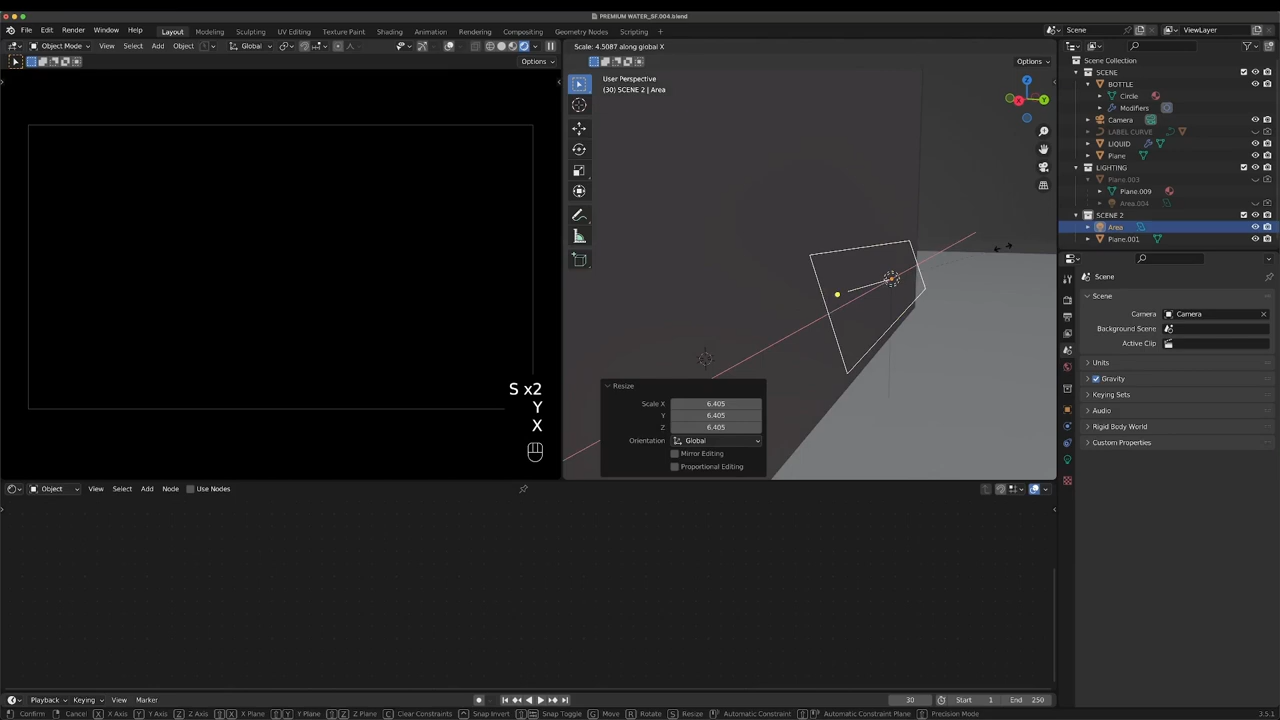 PREMIUM WATER_SF.004.blend
File Edit Render Window Help Layout Modeling Sculpting UV Editing Texture Paint Shading Animation Rendering Compositing Geometry Nodes Scripting Scene ViewLayer
Object Mode View Select Add Object Global Scale: 4.5087 along global X
Options Options
User Perspective
(30) SCENE 2 | Area
Z
X Y
Scene Collection
SCENE
BOTTLE
Circle
Modifiers
Camera
LABEL CURVE
LIQUID
Plane
LIGHTING
Plane.003
Plane.009
Area.004
SCENE 2
Area
Plane.001
Scene
Scene
Camera Camera
Background Scene
Active Clip
Units
Gravity
Keying Sets
Audio
Rigid Body World
Custom Properties
S x2
Y
X
Resize
Scale X 6.405
Y 6.405
Z 6.405
Orientation Global
Mirror Editing
Proportional Editing
Object View Select Add Node Use Nodes
Playback Keying View Marker 30 Start 1 End 250
Confirm Cancel X Axis Y Axis Z Axis X Plane Y Plane Z Plane Clear Constraints Snap Invert Snap Toggle Move Rotate Resize Automatic Constraint Automatic Constraint Plane Precision Mode 3.5.1